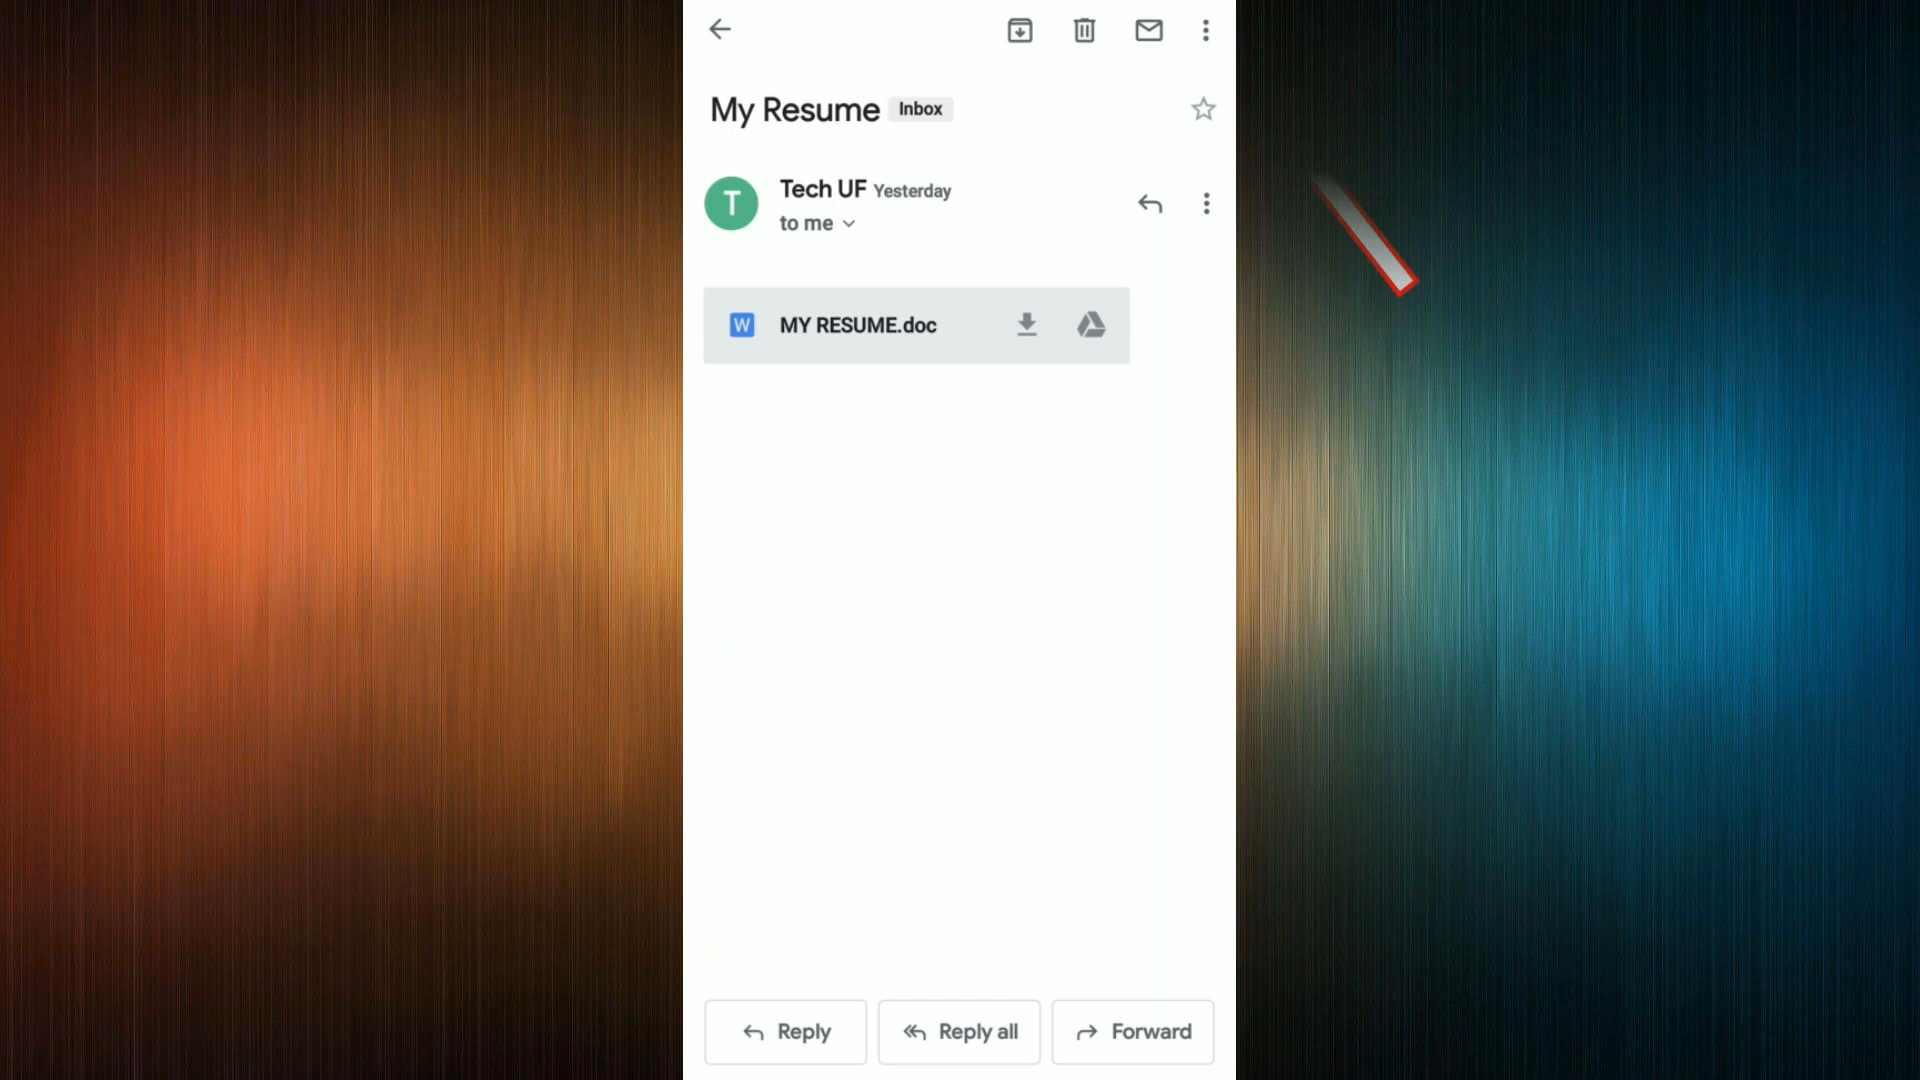 My Resume Inbox
T
Tech UF Yesterday
to me
W MY RESUME.doc
Reply
Reply all
Forward